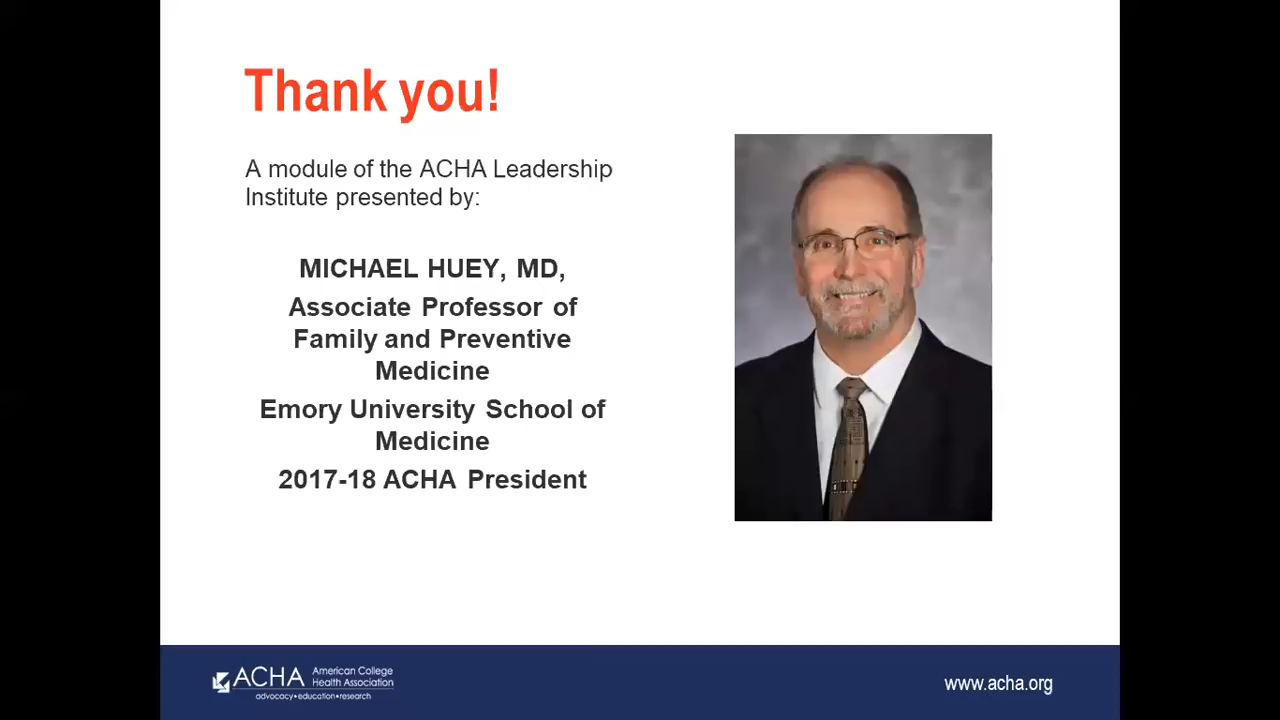 Thank you!
A module of the ACHA Leadership
Institute presented by:
MICHAEL HUEY, MD,
Associate Professor of
Family and Preventive
Medicine
Emory University School of
Medicine
2017-18 ACHA President
ACHA
American College
Health Association
advocacy•education•research
www.acha.org